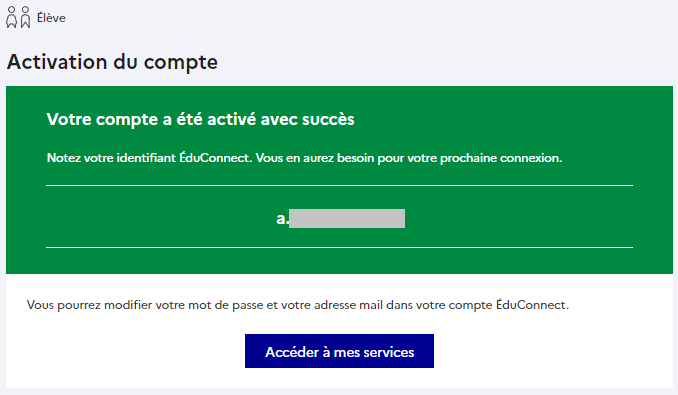 Élève
Activation du compte
Votre compte a été activé avec succès
Notez votre identifiant ÉduConnect. Vous en aurez besoin pour votre prochaine connexion.
a.
Vous pourrez modifier votre mot de passe et votre adresse mail dans votre compte ÉduConnect.
Accéder à mes services